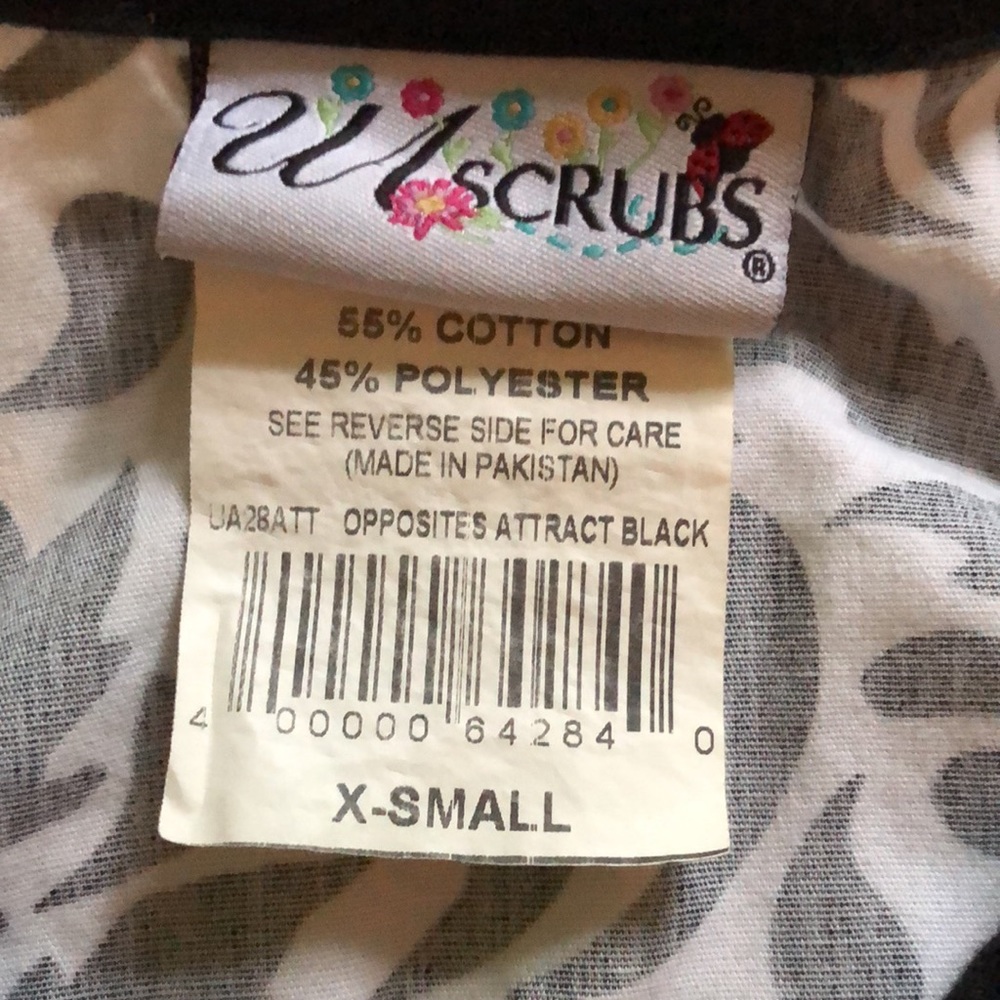 UA SCRUBS®
55% COTTON
45% POLYESTER
SEE REVERSE SIDE FOR CARE
(MADE IN PAKISTAN)
UA28ATT OPPOSITES ATTRACT BLACK
4 00000 64284 0
X-SMALL